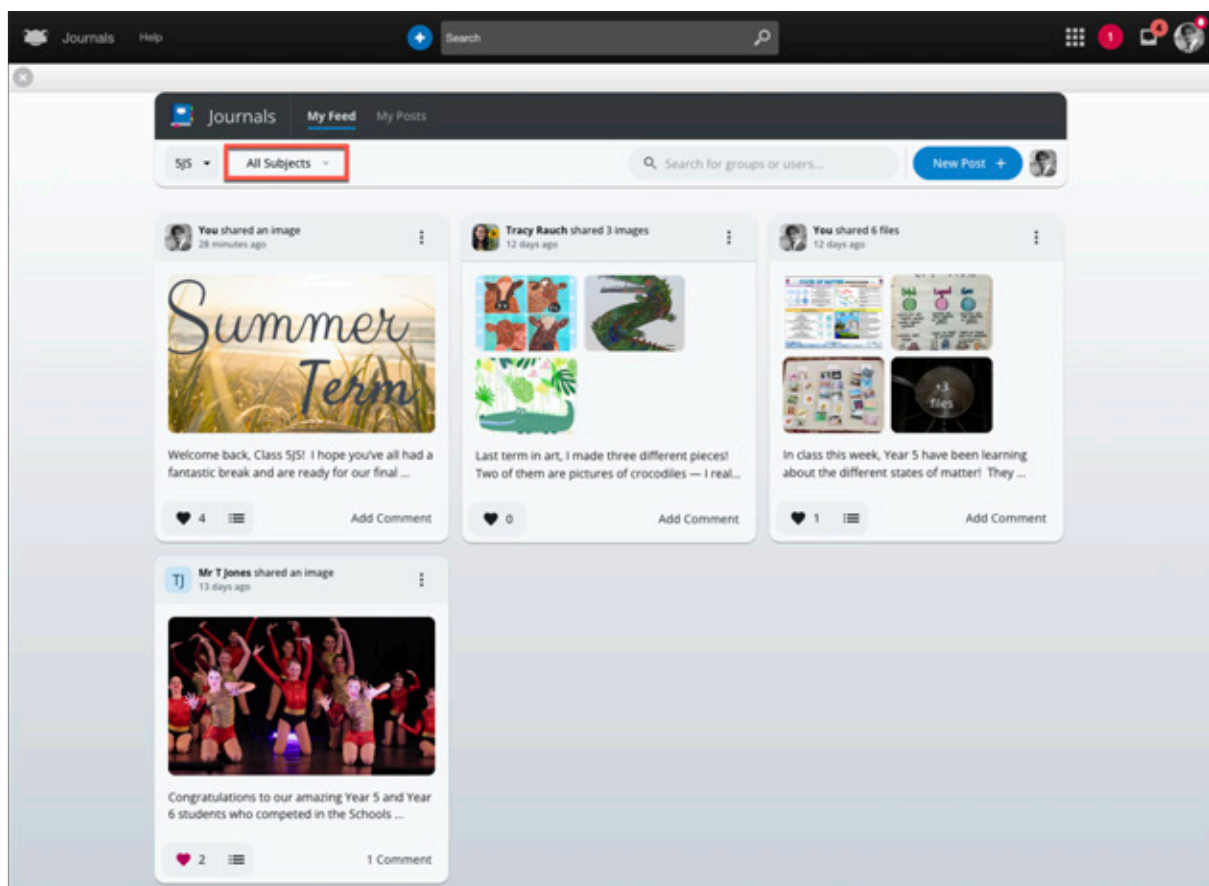 Journals Help Search 1 4
Journals My Feed My Posts
5JS All Subjects Search for groups or users... New Post +
You shared an image
28 minutes ago
Summer
Term
Welcome back, Class 5JS! I hope you've all had a
fantastic break and are ready for our final ...
4 Add Comment
Tracy Rauch shared 3 images
12 days ago
Last term in art, I made three different pieces!
Two of them are pictures of crocodiles — I real...
0 Add Comment
You shared 6 files
12 days ago
STATES OF MATTER
+3
files
In class this week, Year 5 have been learning
about the different states of matter! They ...
1 Add Comment
TJ Mr T Jones shared an image
13 days ago
Congratulations to our amazing Year 5 and Year
6 students who competed in the Schools ...
2 1 Comment